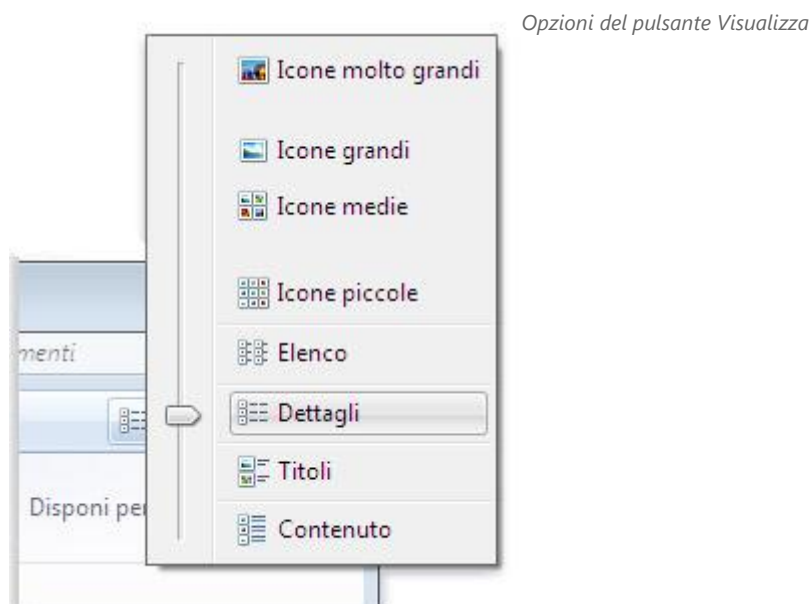 Opzioni del pulsante Visualizza
Icone molto grandi
Icone grandi
Icone medie
Icone piccole
Elenco
Dettagli
Titoli
Contenuto
menti
Disponi per